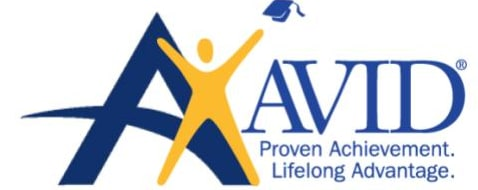 AVID®
Proven Achievement.
Lifelong Advantage.